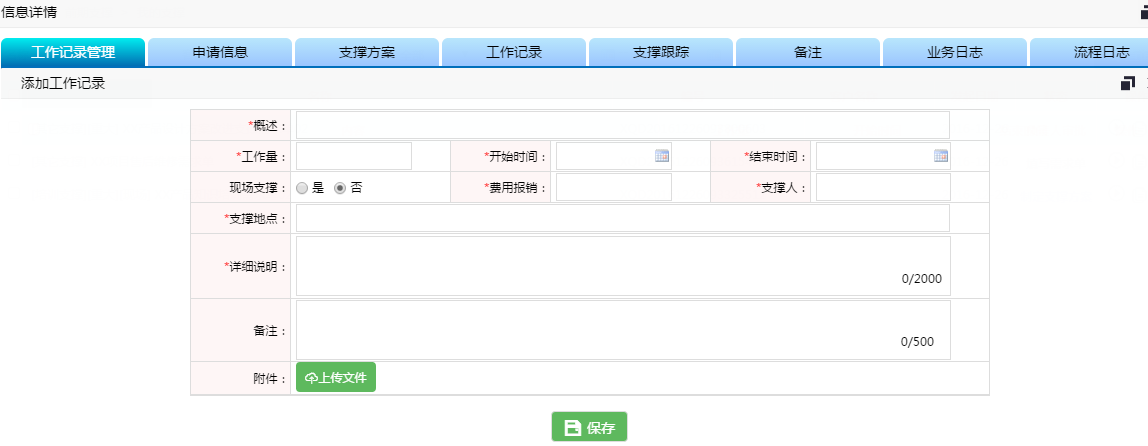 信息详情
工作记录管理 申请信息 支撑方案 工作记录 支撑跟踪 备注 业务日志 流程日志
添加工作记录
*概述：
*工作量： *开始时间： *结束时间：
现场支撑： 是 否 *费用报销： *支撑人：
*支撑地点：
*详细说明：
0/2000
备注：
0/500
附件： 上传文件
保存